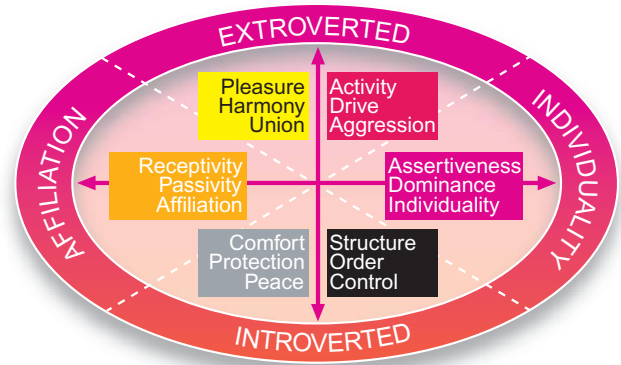 EXTROVERTED
Pleasure
Harmony
Union
Activity
Drive
Aggression
AFFILIATION
INDIVIDUALITY
Receptivity
Passivity
Affiliation
Assertiveness
Dominance
Individuality
Comfort
Protection
Peace
Structure
Order
Control
INTROVERTED